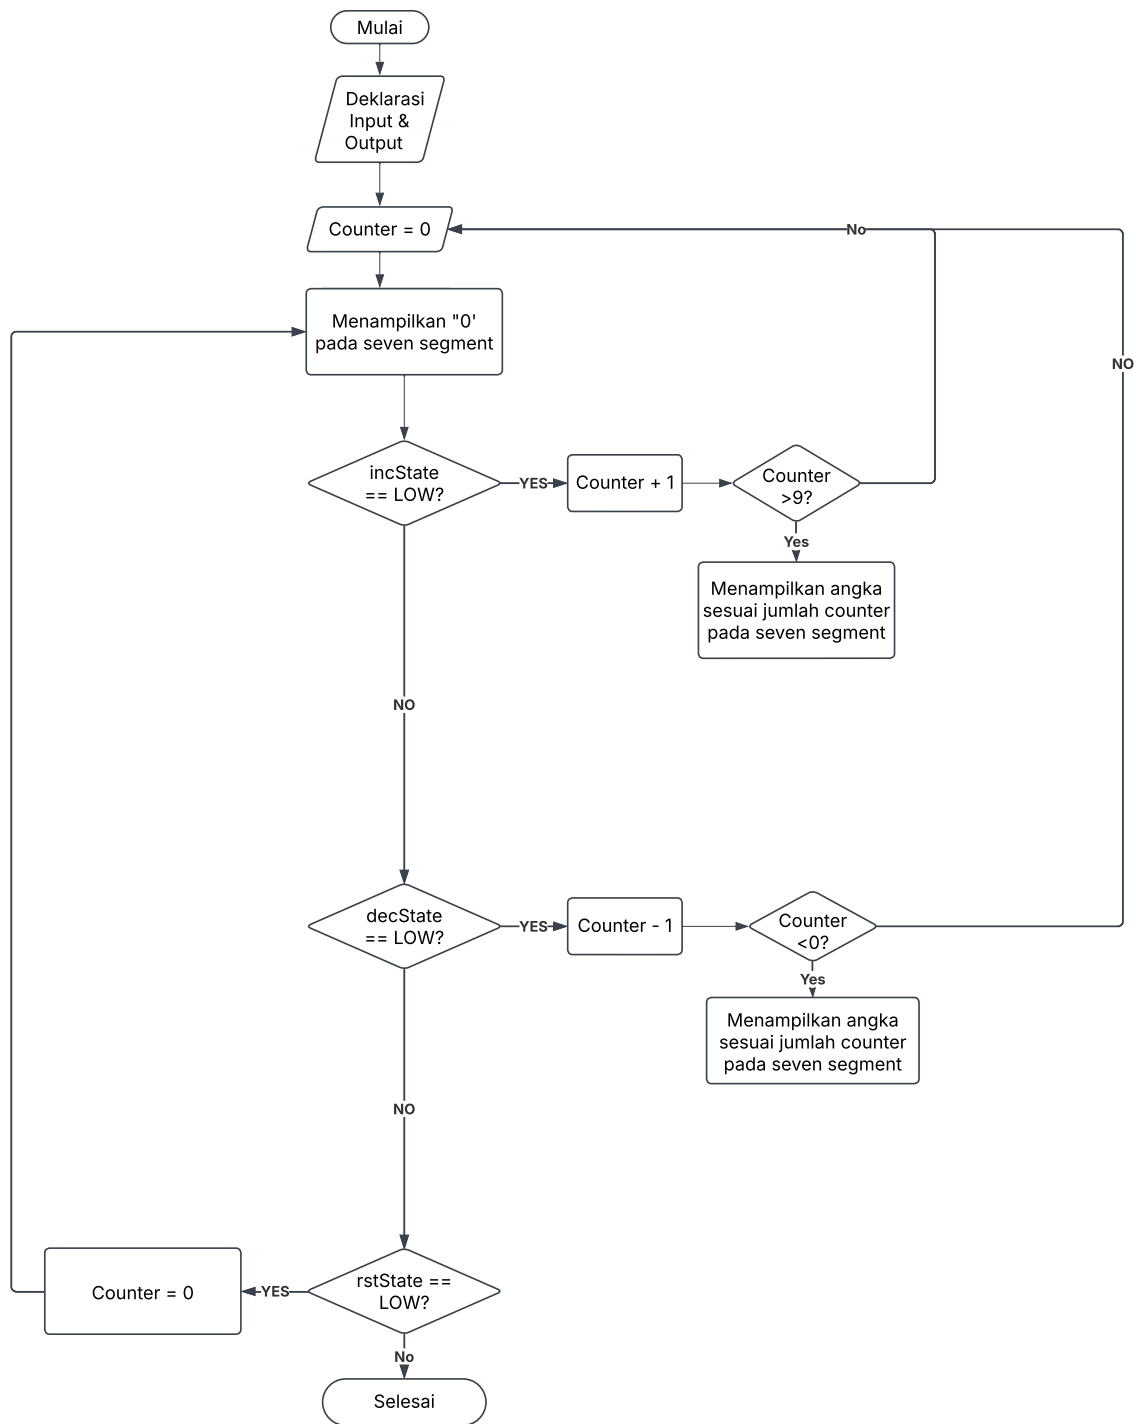 Mulai
Deklarasi
Input &
Output
Counter = 0
No
Menampilkan "0'
pada seven segment
NO
incState
== LOW?
YES
Counter + 1
Counter
>9?
Yes
Menampilkan angka
sesuai jumlah counter
pada seven segment
NO
decState
== LOW?
YES
Counter - 1
Counter
<0?
Yes
Menampilkan angka
sesuai jumlah counter
pada seven segment
NO
rstState ==
LOW?
YES
Counter = 0
No
Selesai